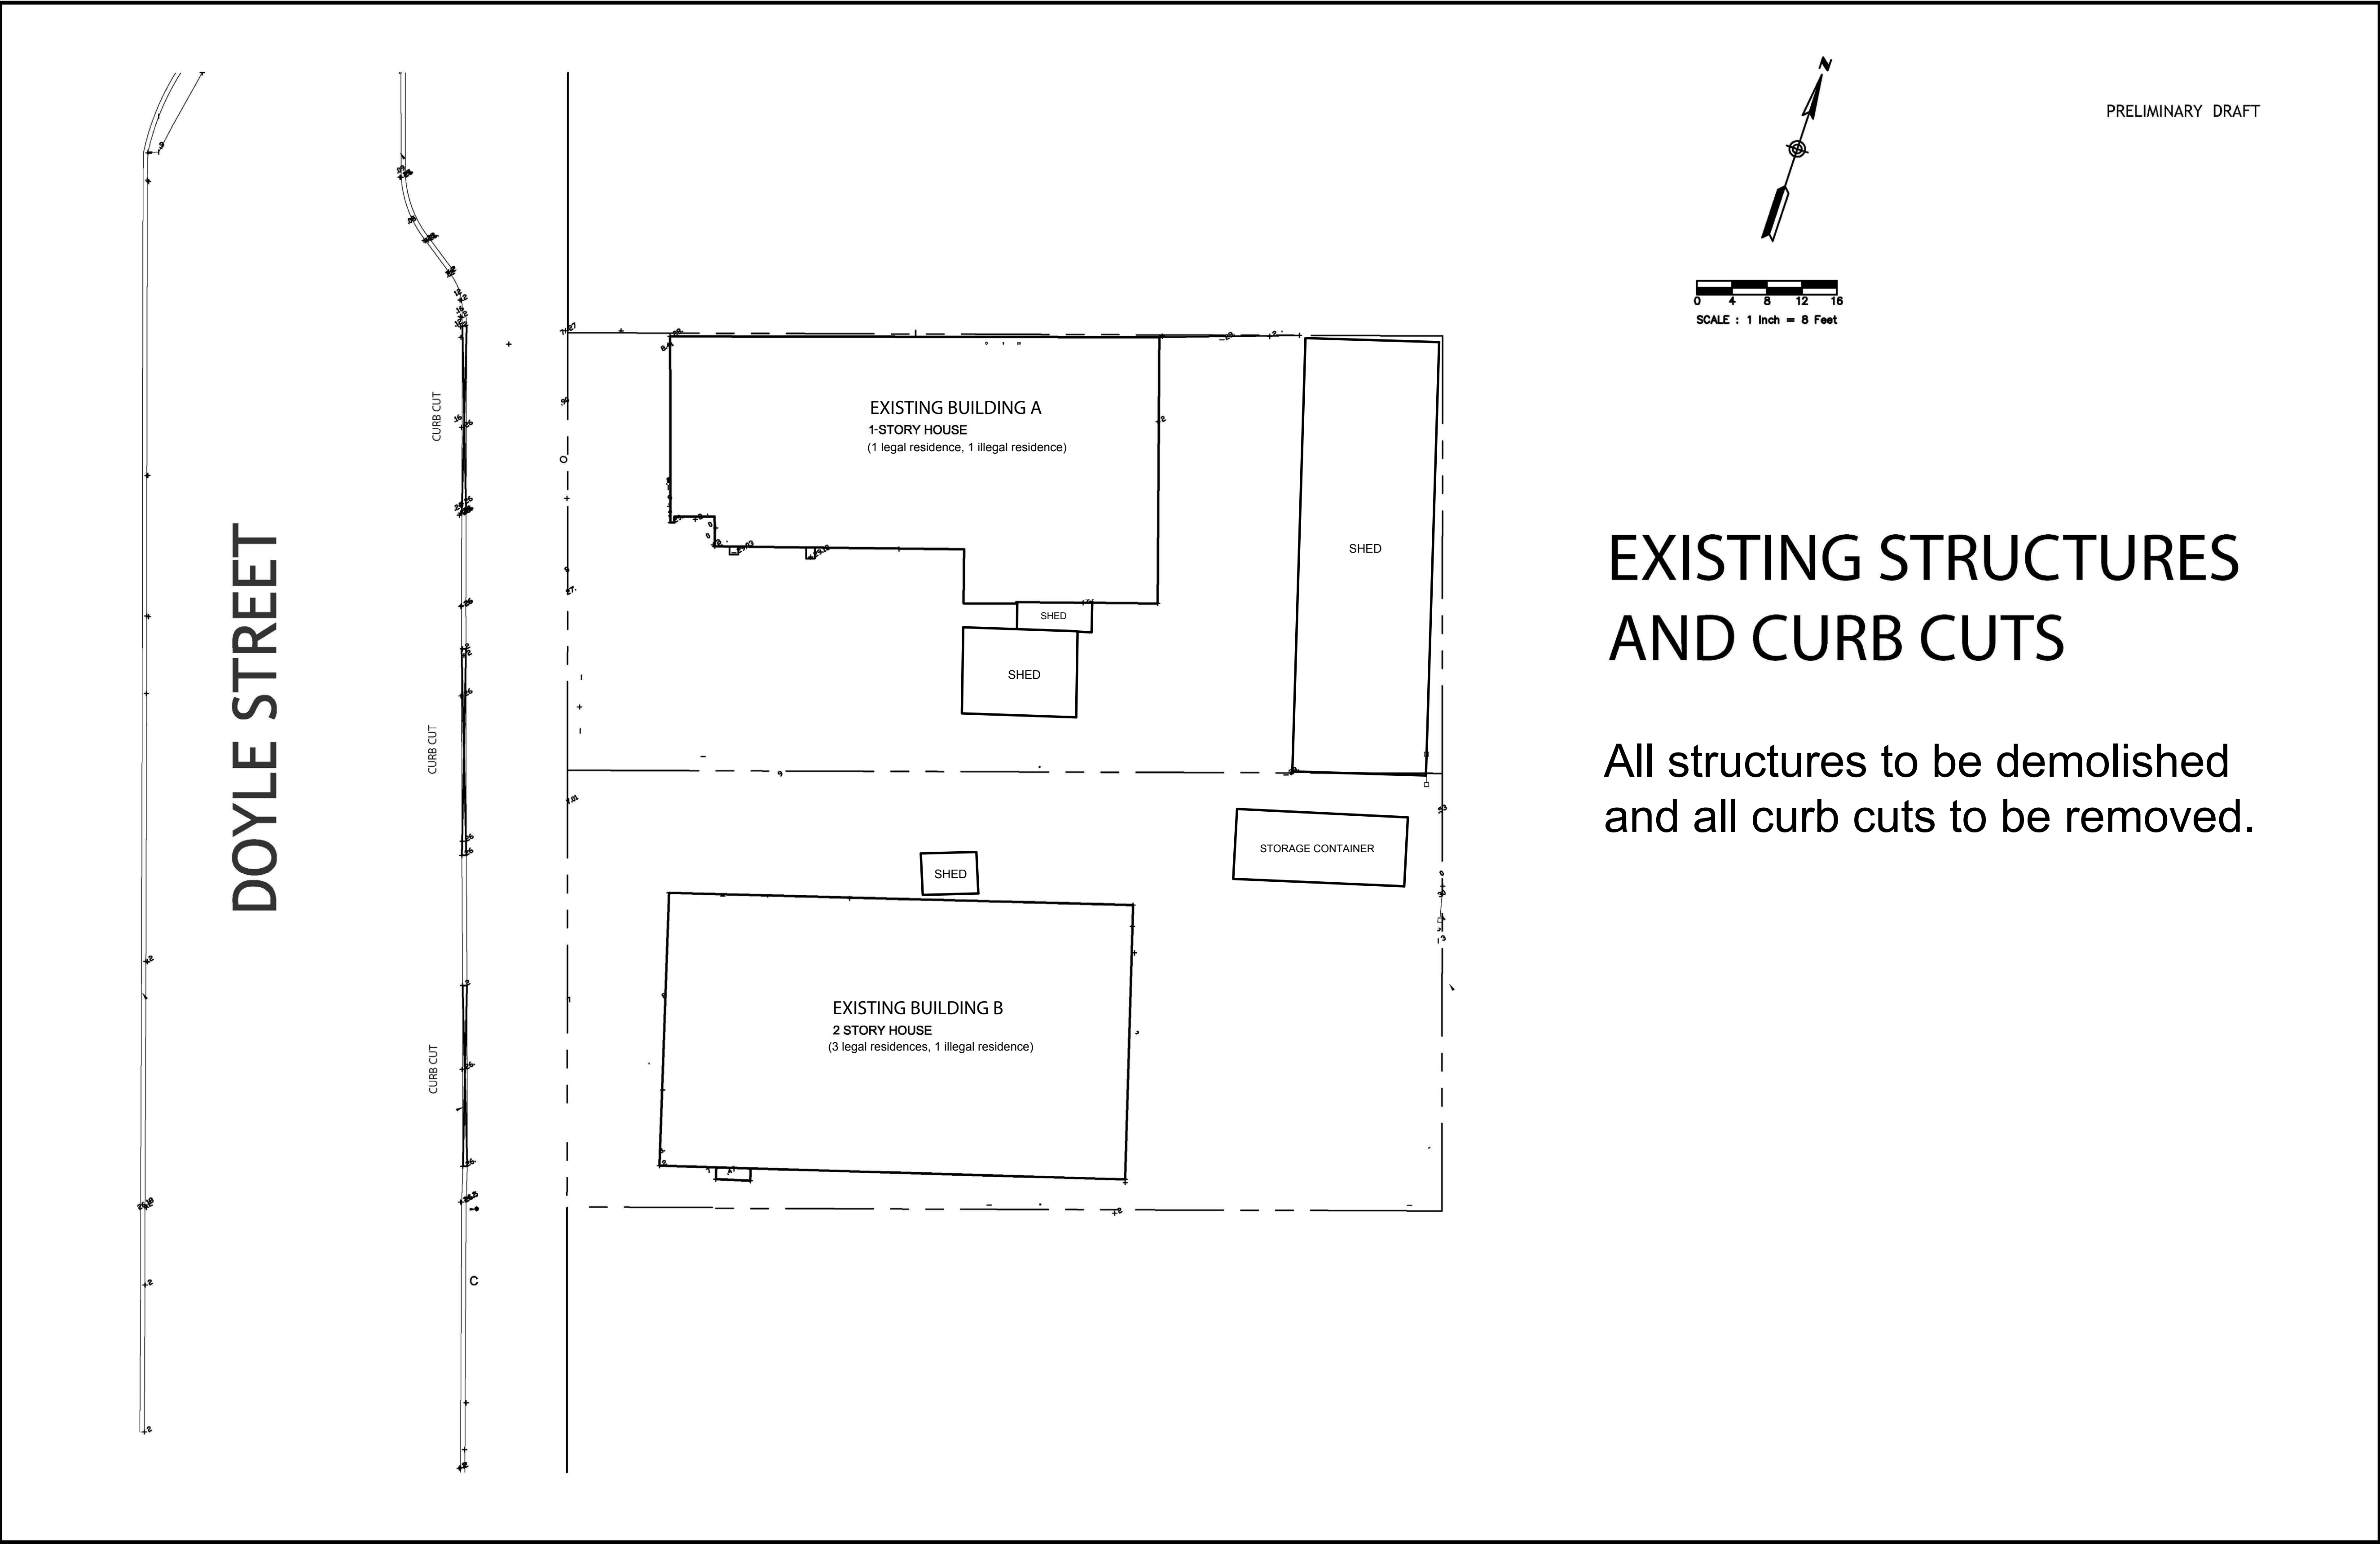 PRELIMINARY DRAFT
N
0 4 8 12 16
SCALE : 1 Inch = 8 Feet
DOYLE STREET
CURB CUT
CURB CUT
CURB CUT
EXISTING BUILDING A
1-STORY HOUSE
(1 legal residence, 1 illegal residence)
SHED
SHED
SHED
STORAGE CONTAINER
SHED
EXISTING BUILDING B
2 STORY HOUSE
(3 legal residences, 1 illegal residence)
EXISTING STRUCTURES
AND CURB CUTS
All structures to be demolished
and all curb cuts to be removed.